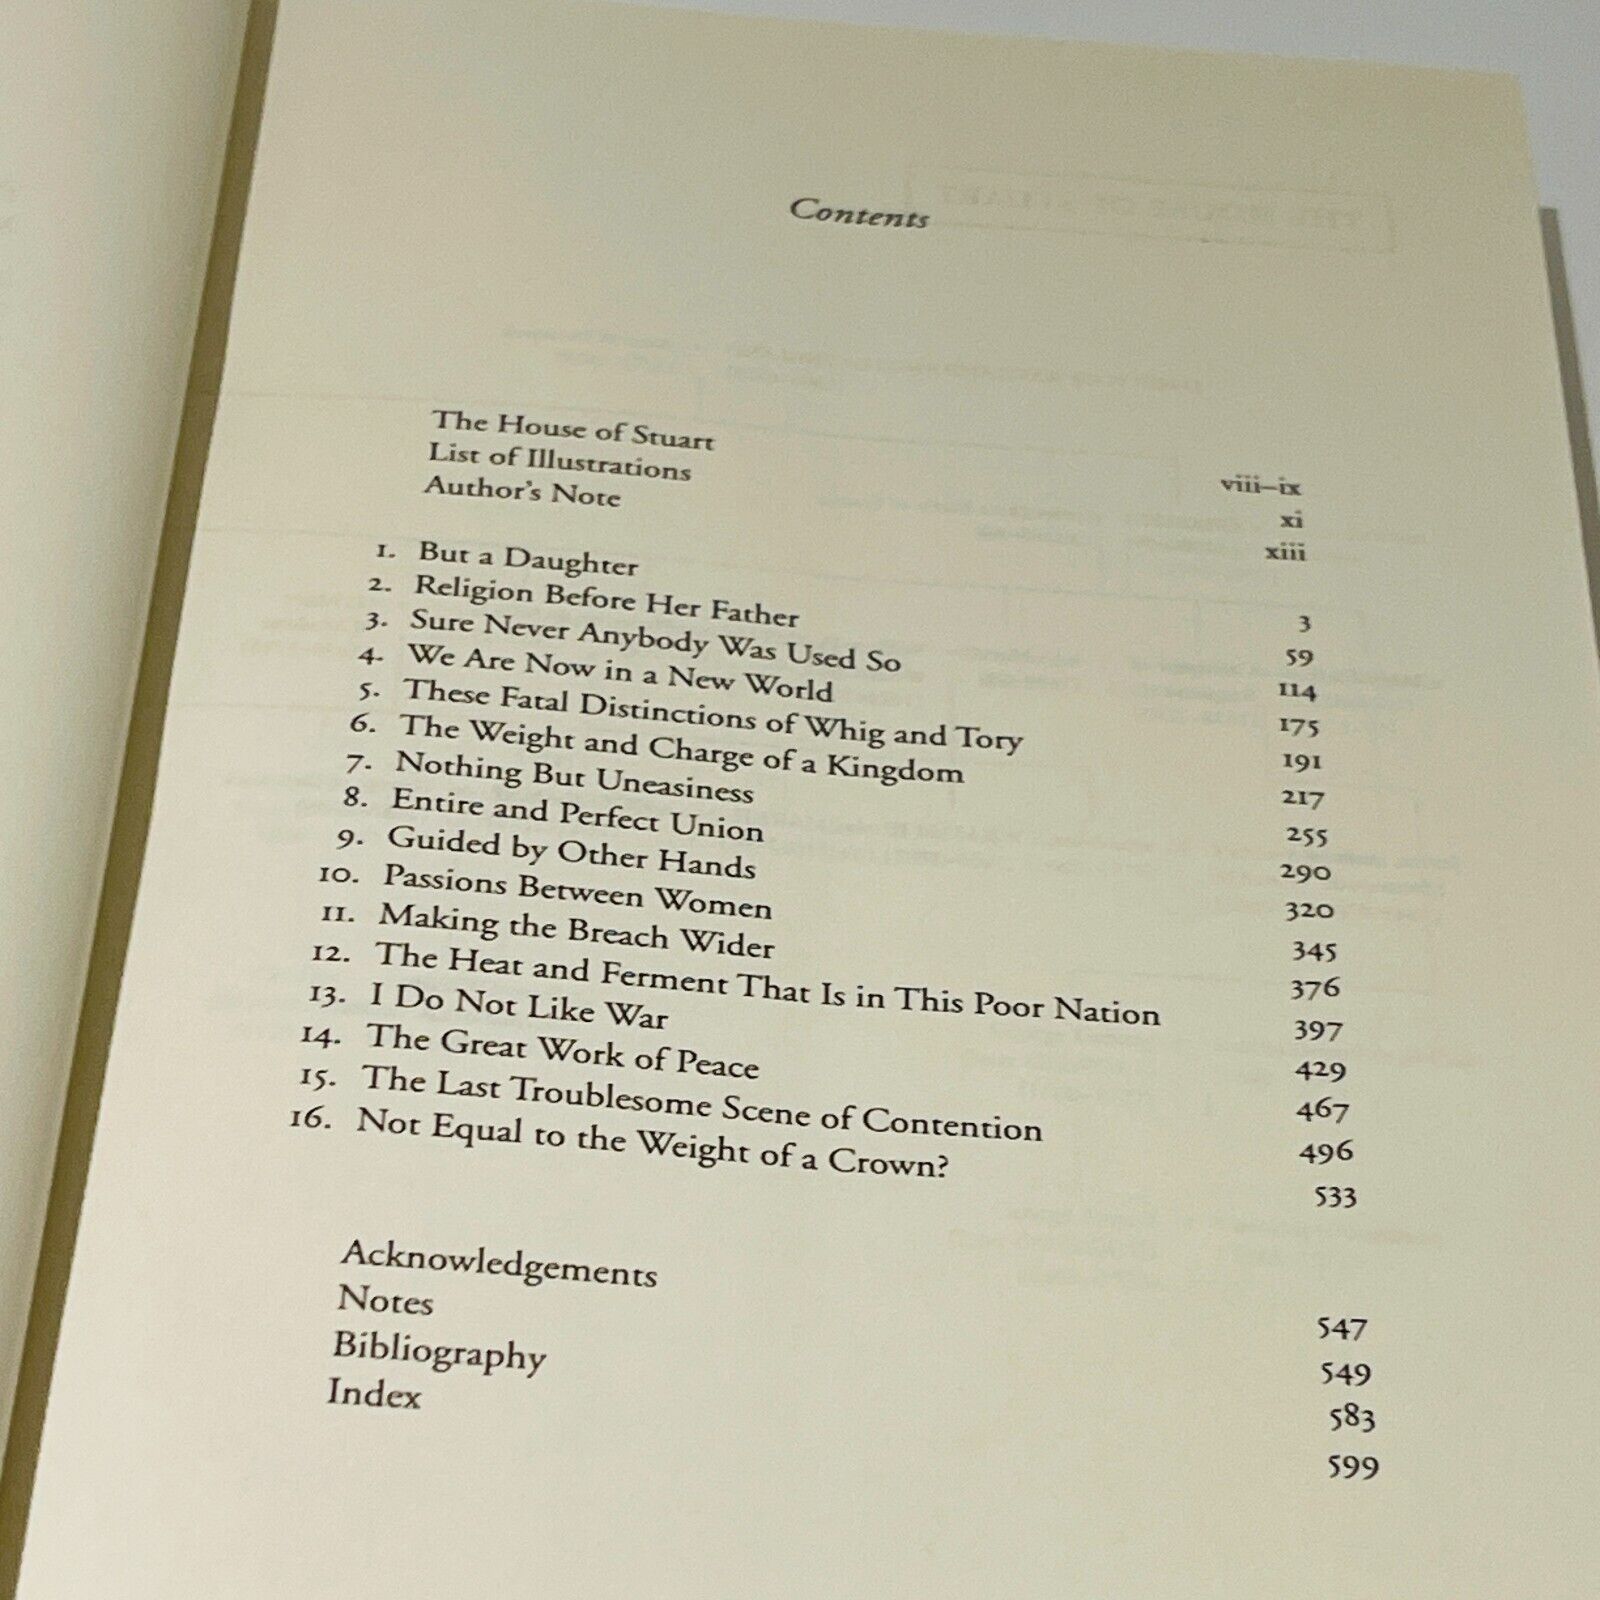 Contents
The House of Stuart viii–ix
List of Illustrations xi
Author's Note xiii
1. But a Daughter 3
2. Religion Before Her Father 59
3. Sure Never Anybody Was Used So 114
4. We Are Now in a New World 175
5. These Fatal Distinctions of Whig and Tory 191
6. The Weight and Charge of a Kingdom 217
7. Nothing But Uneasiness 255
8. Entire and Perfect Union 290
9. Guided by Other Hands 320
10. Passions Between Women 345
11. Making the Breach Wider 376
12. The Heat and Ferment That Is in This Poor Nation 397
13. I Do Not Like War 429
14. The Great Work of Peace 467
15. The Last Troublesome Scene of Contention 496
16. Not Equal to the Weight of a Crown? 533
Acknowledgements 547
Notes 549
Bibliography 583
Index 599